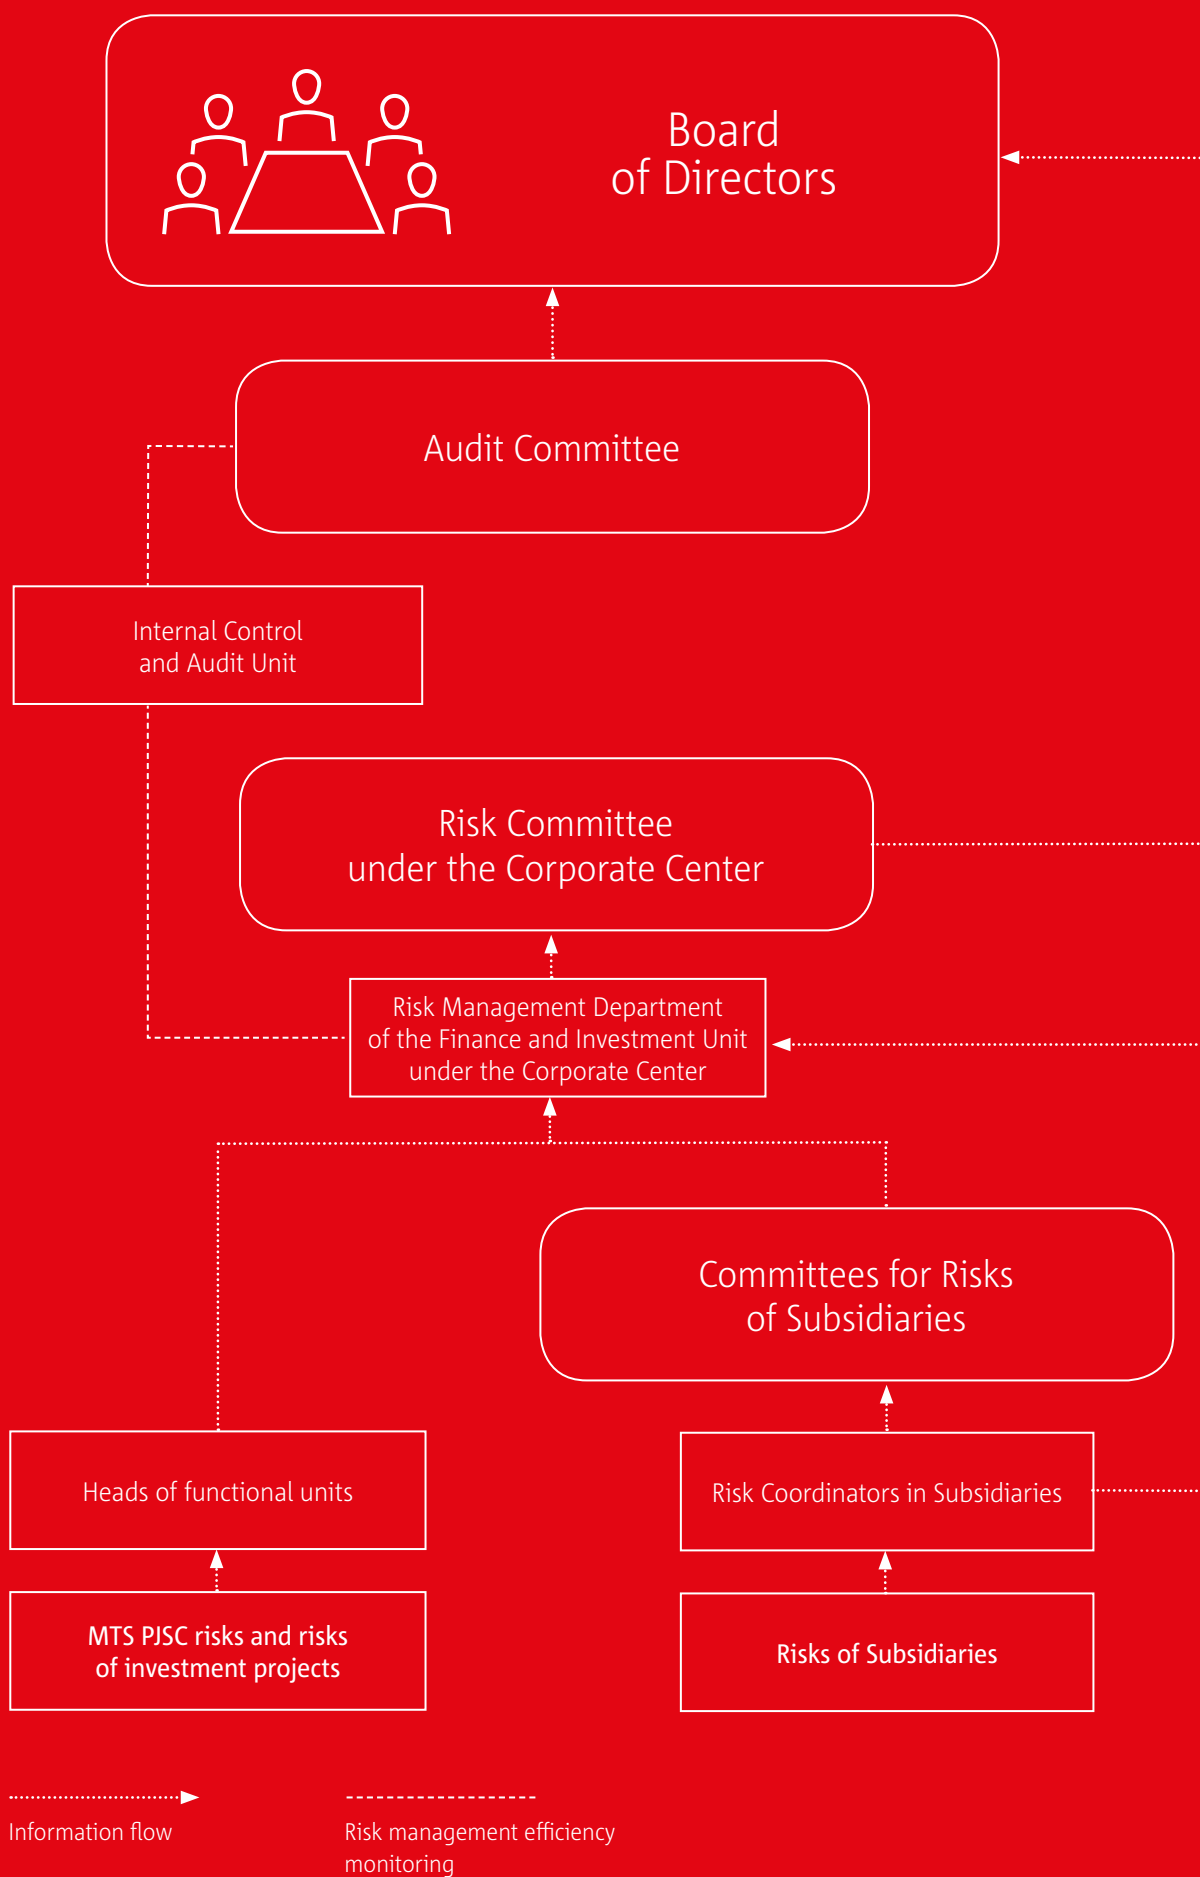 Board
of Directors
Audit Committee
Internal Control
and Audit Unit
Risk Committee
under the Corporate Center
Risk Management Department
of the Finance and Investment Unit
under the Corporate Center
Committees for Risks
of Subsidiaries
Heads of functional units
Risk Coordinators in Subsidiaries
MTS PJSC risks and risks
of investment projects
Risks of Subsidiaries
Information flow
Risk management efficiency
monitoring